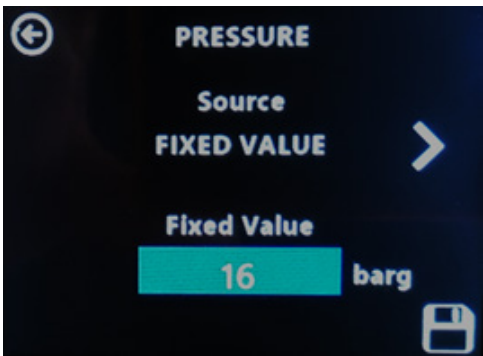 PRESSURE
Source
FIXED VALUE
Fixed Value
16 barg